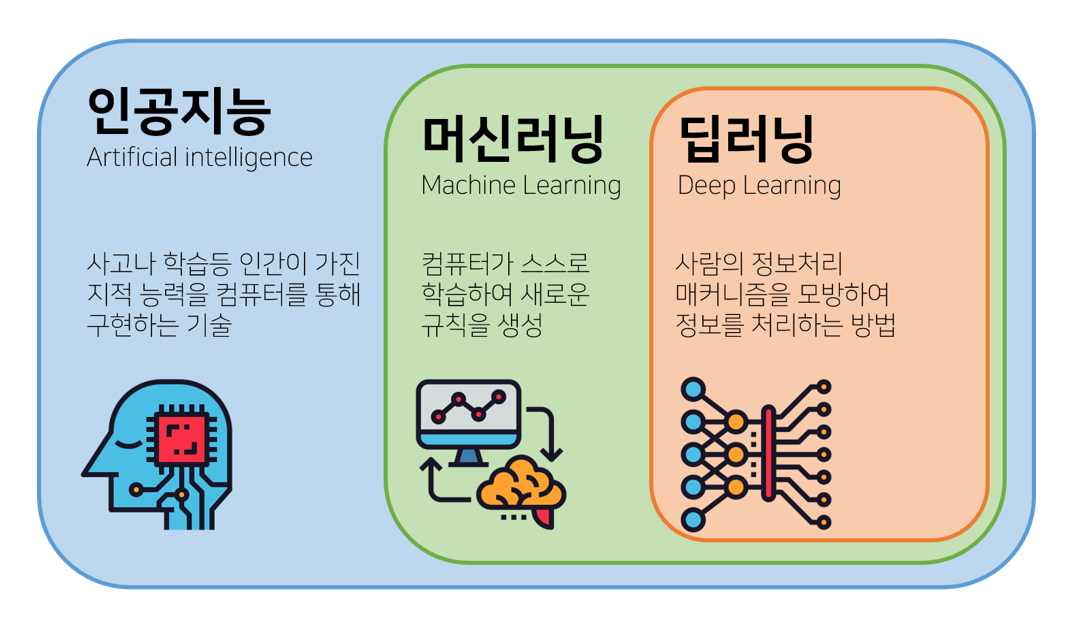 인공지능
Artificial intelligence
사고나 학습등 인간이 가진
지적 능력을 컴퓨터를 통해
구현하는 기술
머신러닝
Machine Learning
컴퓨터가 스스로
학습하여 새로운
규칙을 생성
딥러닝
Deep Learning
사람의 정보처리
매커니즘을 모방하여
정보를 처리하는 방법